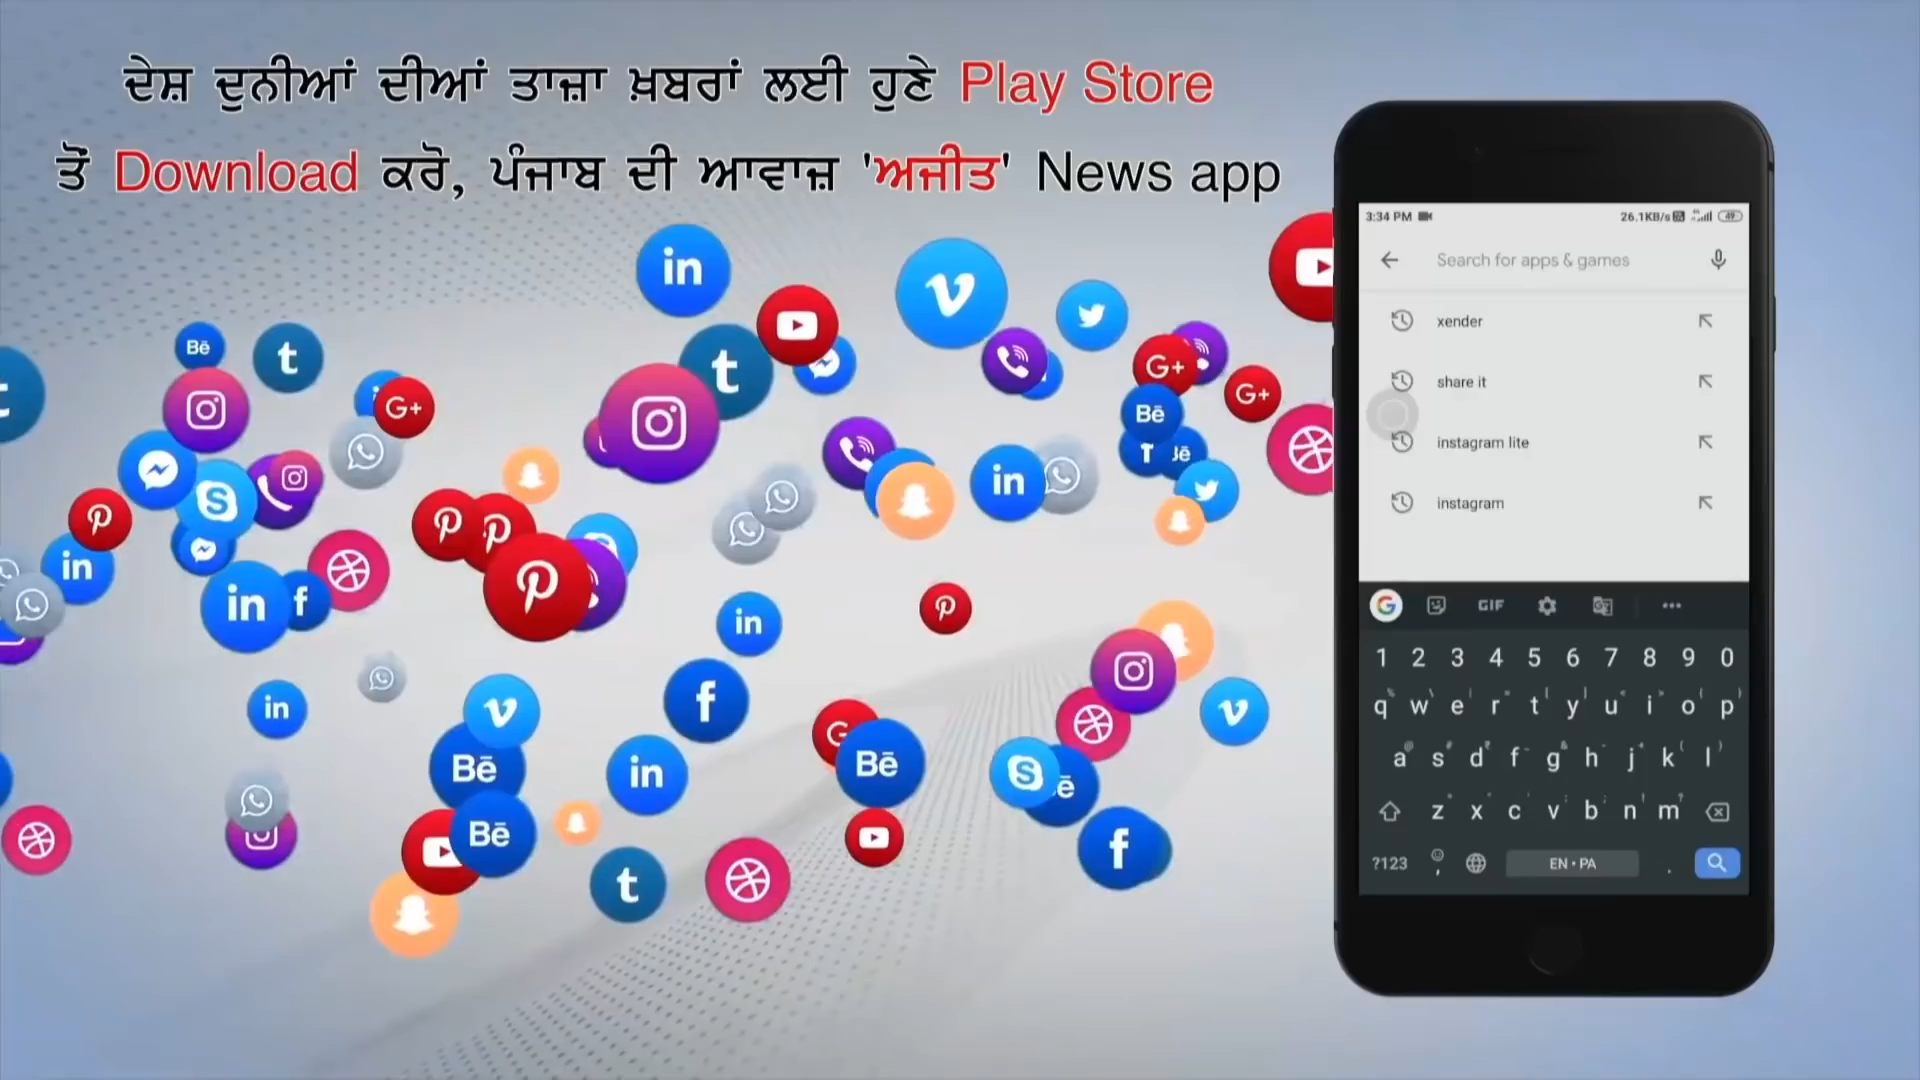 ਦੇਸ਼ ਦੁਨੀਆਂ ਦੀਆਂ ਤਾਜ਼ਾ ਖ਼ਬਰਾਂ ਲਈ ਹੁਣੇ Play Store
ਤੋਂ Download ਕਰੋ, ਪੰਜਾਬ ਦੀ ਆਵਾਜ਼ 'ਅਜੀਤ' News app
3:34 PM 26.1KB/s 49
Search for apps & games
xender
share it
instagram lite
instagram
GIF
1 2 3 4 5 6 7 8 9 0
q w e r t y u i o p
a s d f g h j k l
z x c v b n m
?123 , EN • PA .